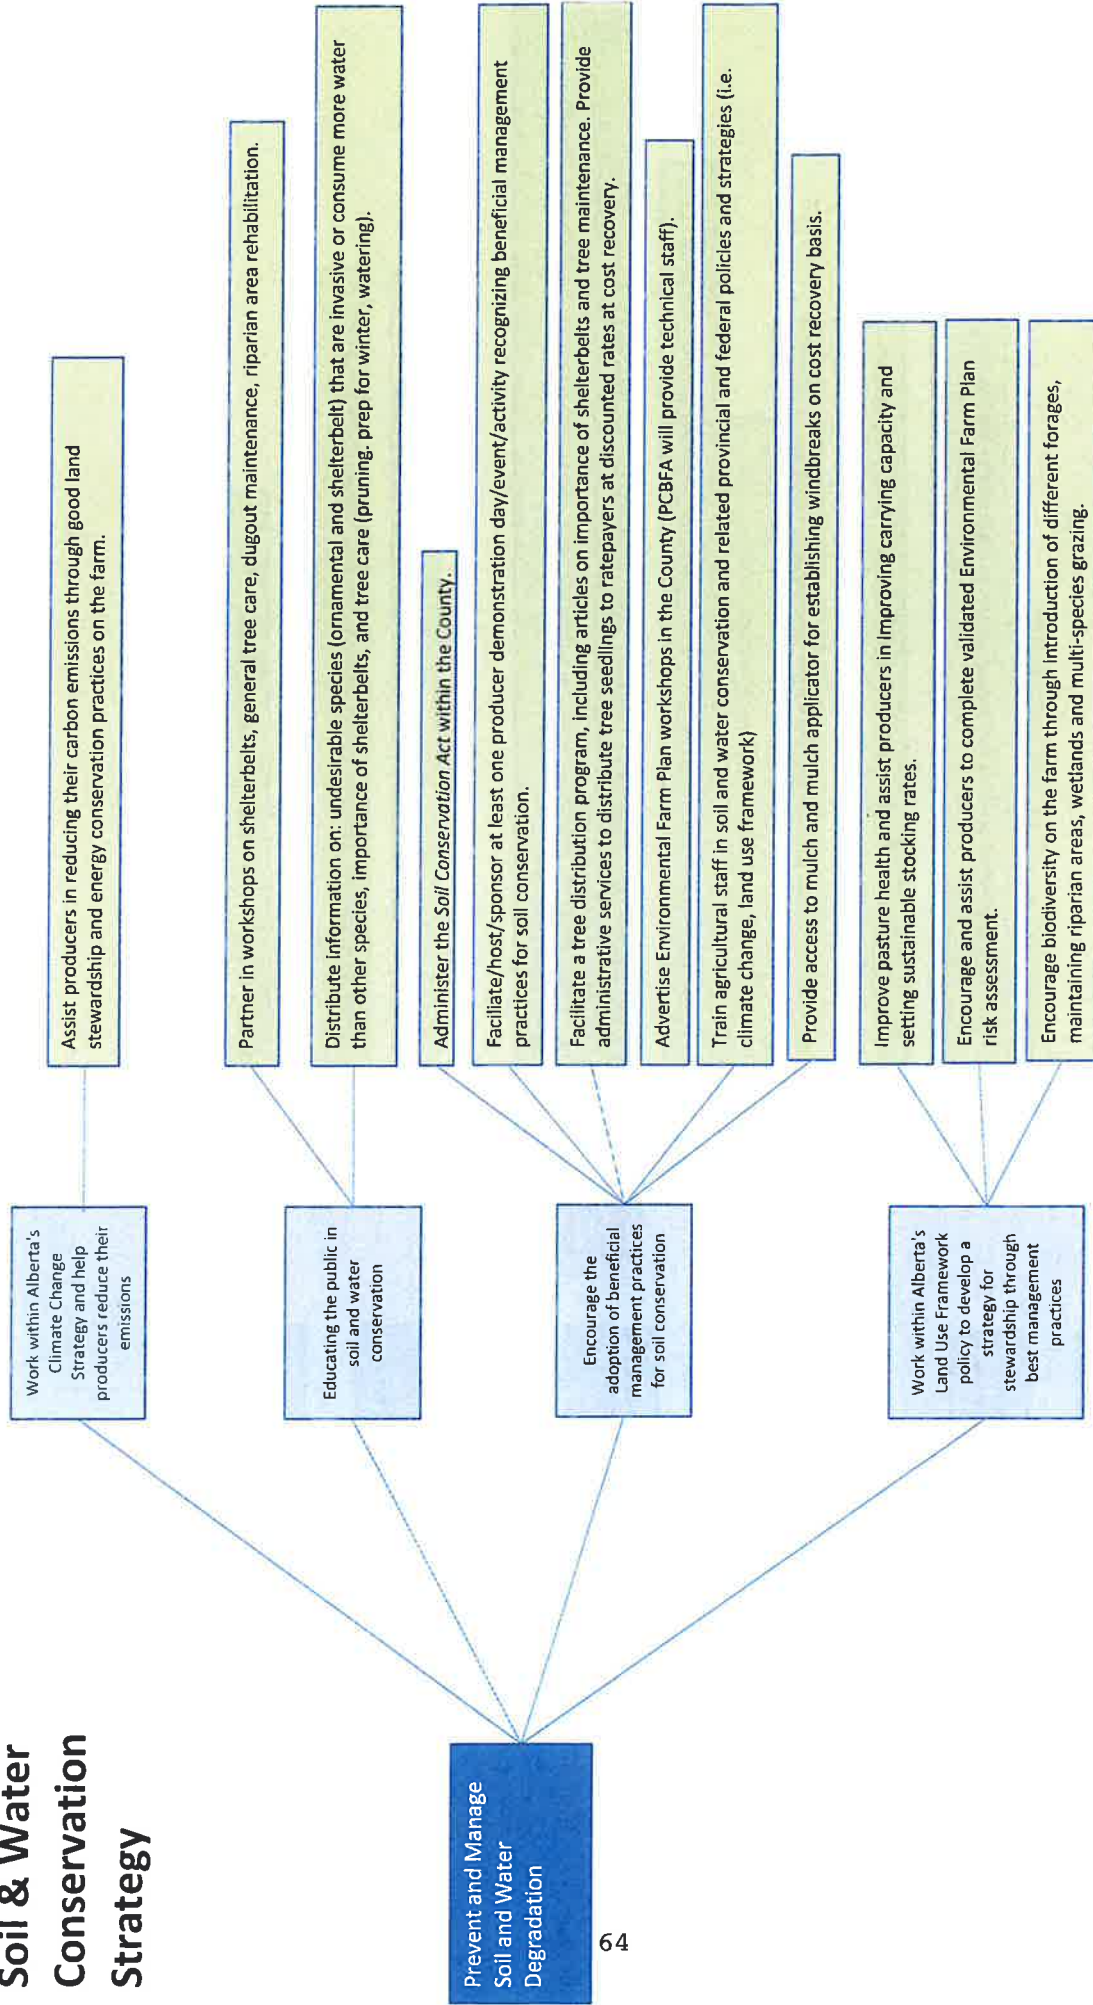 Soil & Water
Conservation
Strategy
Prevent and Manage
Soil and Water
Degradation
Work within Alberta's
Climate Change
Strategy and help
producers reduce their
emissions
Assist producers in reducing their carbon emissions through good land
stewardship and energy conservation practices on the farm.
Educating the public in
soil and water
conservation
Partner in workshops on shelterbelts, general tree care, dugout maintenance, riparian area rehabilitation.
Distribute information on: undesirable species (ornamental and shelterbelt) that are invasive or consume more water
than other species, importance of shelterbelts, and tree care (pruning, prep for winter, watering).
Encourage the
adoption of beneficial
management practices
for soil conservation
Administer the Soil Conservation Act within the County.
Faciliate/host/sponsor at least one producer demonstration day/event/activity recognizing beneficial management
practices for soil conservation.
Facilitate a tree distribution program, including articles on importance of shelterbelts and tree maintenance. Provide
administrative services to distribute tree seedlings to ratepayers at discounted rates at cost recovery.
Advertise Environmental Farm Plan workshops in the County (PCBFA will provide technical staff).
Train agricultural staff in soil and water conservation and related provincial and federal policies and strategies (i.e.
climate change, land use framework)
Provide access to mulch and mulch applicator for establishing windbreaks on cost recovery basis.
Work within Alberta's
Land Use Framework
policy to develop a
strategy for
stewardship through
best management
practices
Improve pasture health and assist producers in Improving carrying capacity and
setting sustainable stocking rates.
Encourage and assist producers to complete validated Environmental Farm Plan
risk assessment.
Encourage biodiversity on the farm through introduction of different forages,
maintaining riparian areas, wetlands and multi-species grazing.
64